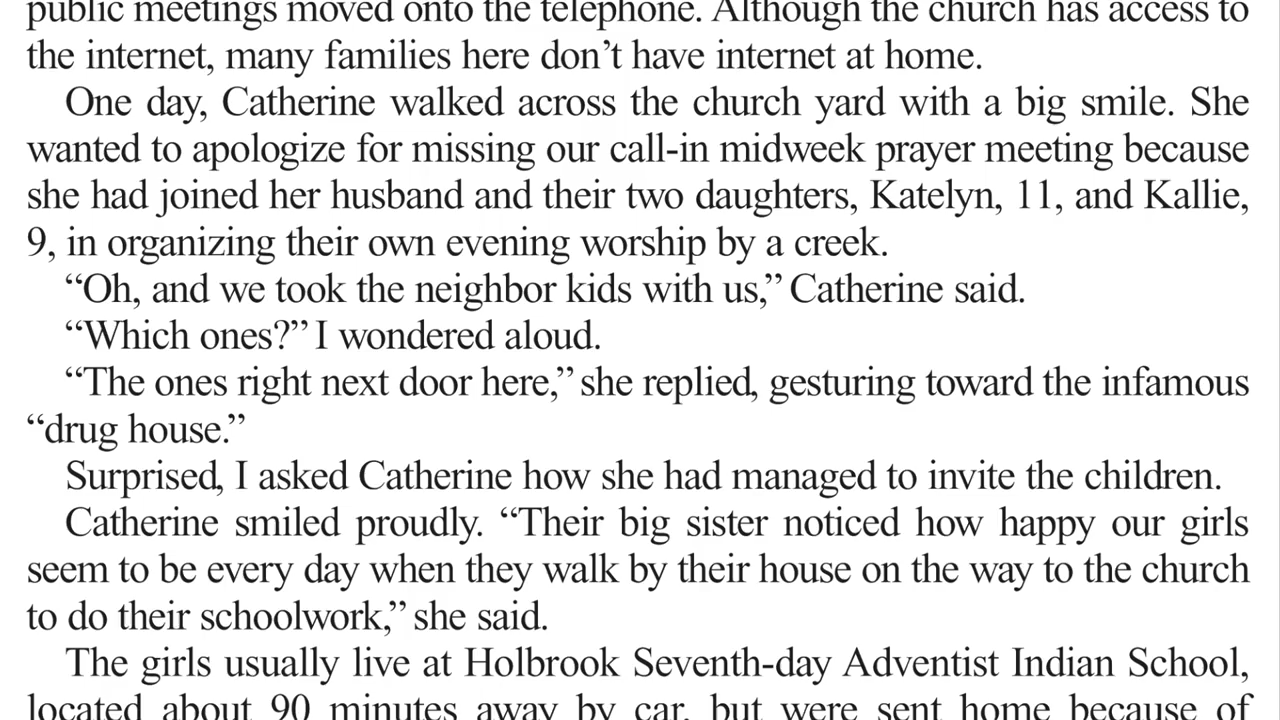 public meetings moved onto the telephone. Although the church has access to
the internet, many families here don’t have internet at home.
One day, Catherine walked across the church yard with a big smile. She
wanted to apologize for missing our call-in midweek prayer meeting because
she had joined her husband and their two daughters, Katelyn, 11, and Kallie,
9, in organizing their own evening worship by a creek.
“Oh, and we took the neighbor kids with us,” Catherine said.
“Which ones?” I wondered aloud.
“The ones right next door here,” she replied, gesturing toward the infamous
“drug house.”
Surprised, I asked Catherine how she had managed to invite the children.
Catherine smiled proudly. “Their big sister noticed how happy our girls
seem to be every day when they walk by their house on the way to the church
to do their schoolwork,” she said.
The girls usually live at Holbrook Seventh-day Adventist Indian School,
located about 90 minutes away by car, but were sent home because of